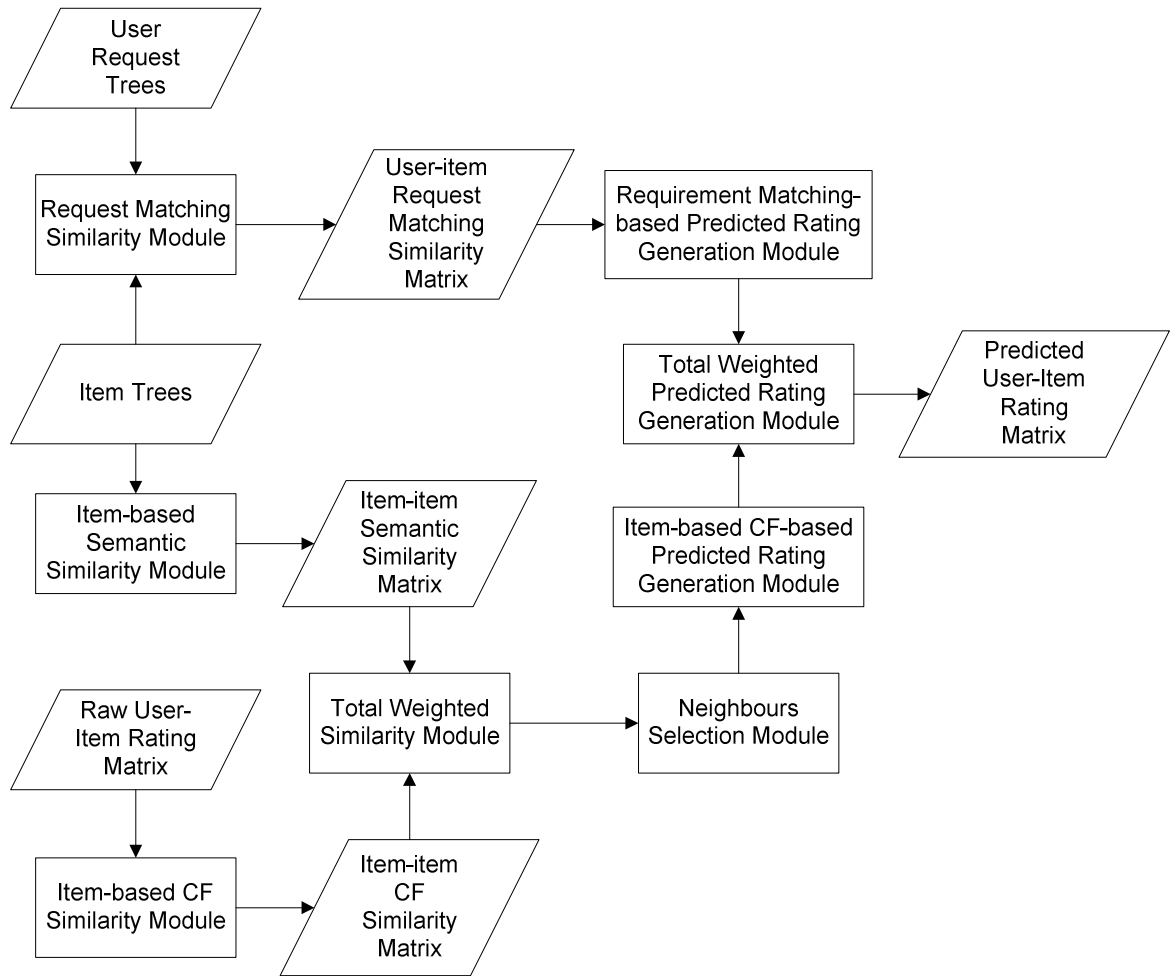 User
Request
Trees
Request Matching
Similarity Module
User-item
Request
Matching
Similarity
Matrix
Requirement Matching-
based Predicted Rating
Generation Module
Item Trees
Total Weighted
Predicted Rating
Generation Module
Predicted
User-Item
Rating
Matrix
Item-based
Semantic
Similarity Module
Item-item
Semantic
Similarity
Matrix
Item-based CF-based
Predicted Rating
Generation Module
Raw User-
Item Rating
Matrix
Total Weighted
Similarity Module
Neighbours
Selection Module
Item-based CF
Similarity Module
Item-item
CF
Similarity
Matrix